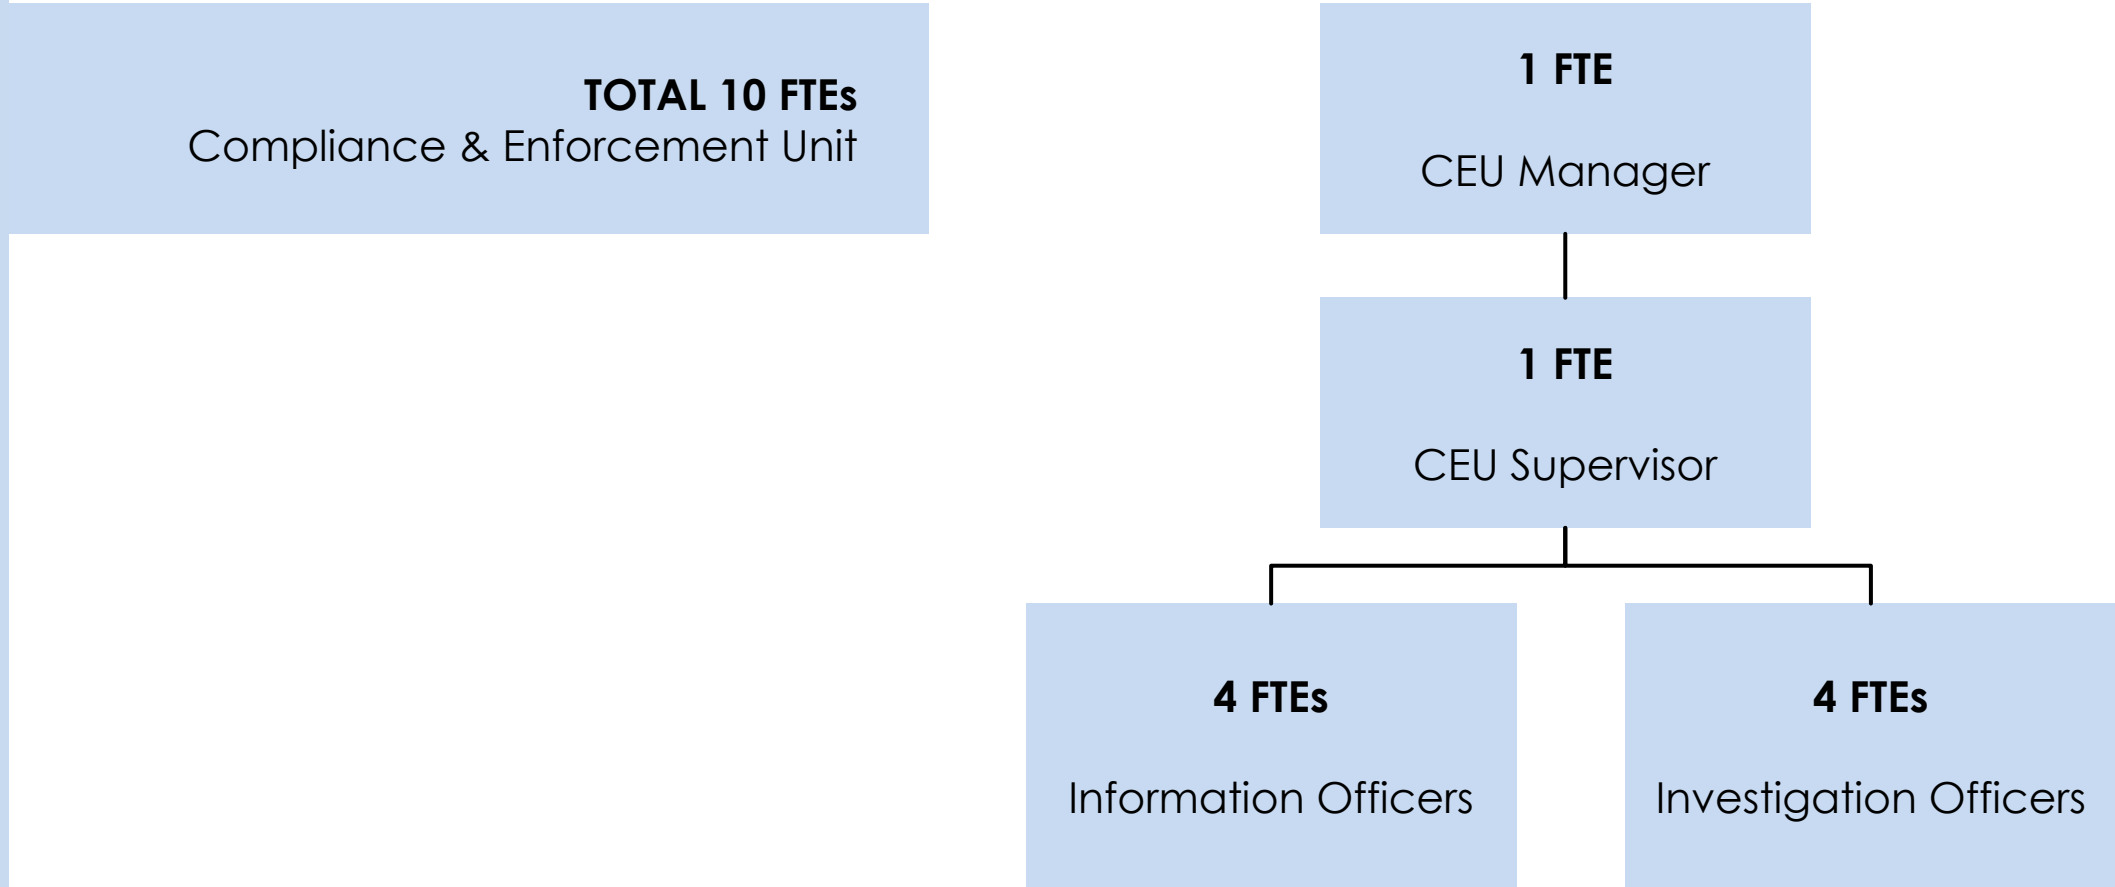 TOTAL 10 FTEs
Compliance & Enforcement Unit
1 FTE
CEU Manager
1 FTE
CEU Supervisor
4 FTEs
Information Officers
4 FTEs
Investigation Officers